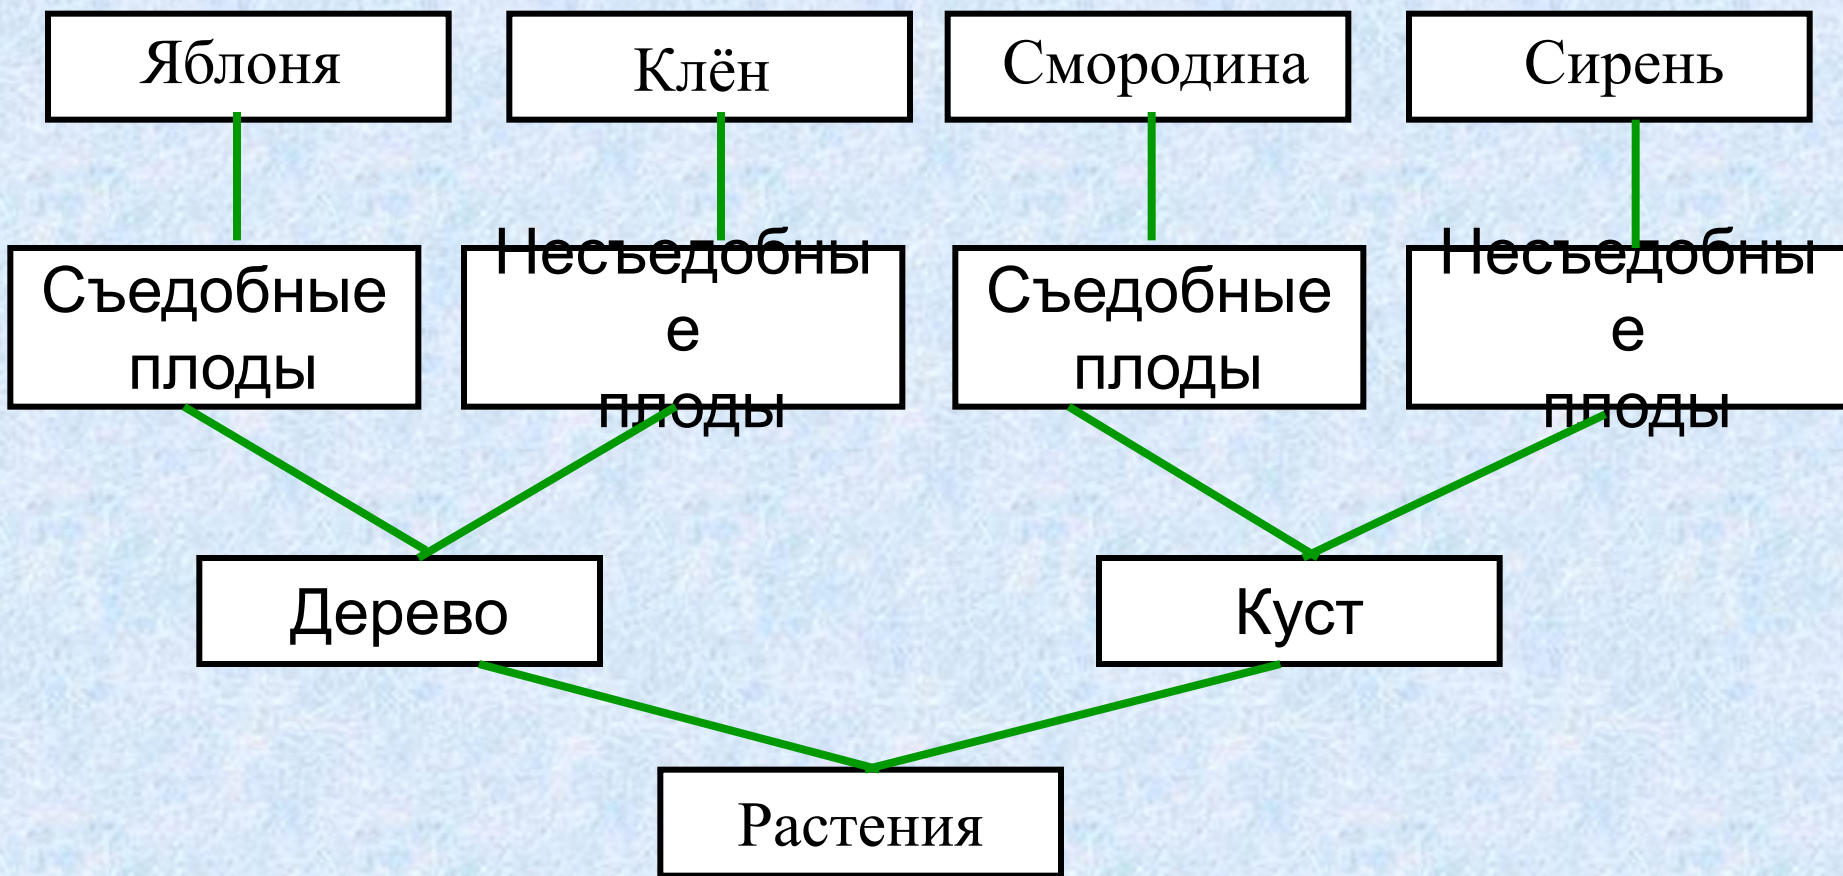 Яблоня
Клён
Смородина
Сирень
Съедобные
плоды
Несъедобны
е
плоды
Съедобные
плоды
Несъедобны
е
плоды
Дерево
Куст
Растения